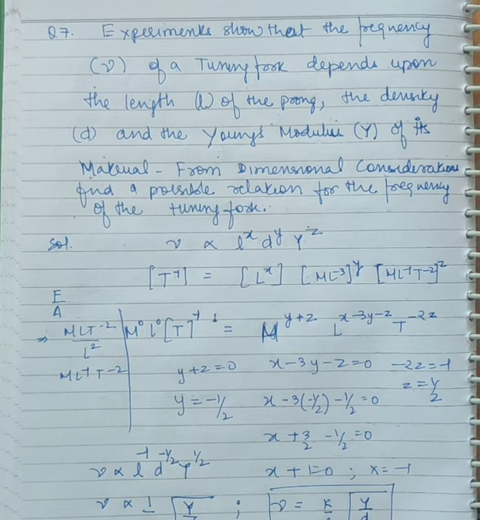 Q7. Experiments show that the frequency
(ν) of a Tuning fork depends upon
the length (l) of the prong, the density
(d) and the Young's Modulus (Y) of its
Material - From Dimensional Consideration
find a possible relation for the frequency
of the tuning fork.
Sol. ν ∝ l^x d^y Y^z
[T^-1] = [L^x] [ML^-3]^y [ML^-1T^-2]^z
F
A
⇒ MLT^-2 / L^2
M^0 L^0 [T]^-1 = M^(y+z) L^(x-3y-z) T^(-2z)
ML^-1T^-2
y+z=0 x-3y-z=0 -2z=-1
y=-1/2 x-3(-1/2)-1/2=0 z=1/2
x+3/2-1/2=0
ν ∝ l^-1 d^-1/2 Y^1/2 x+1=0 ; x=-1
ν ∝ 1 √Y ; ν = K √Y/d